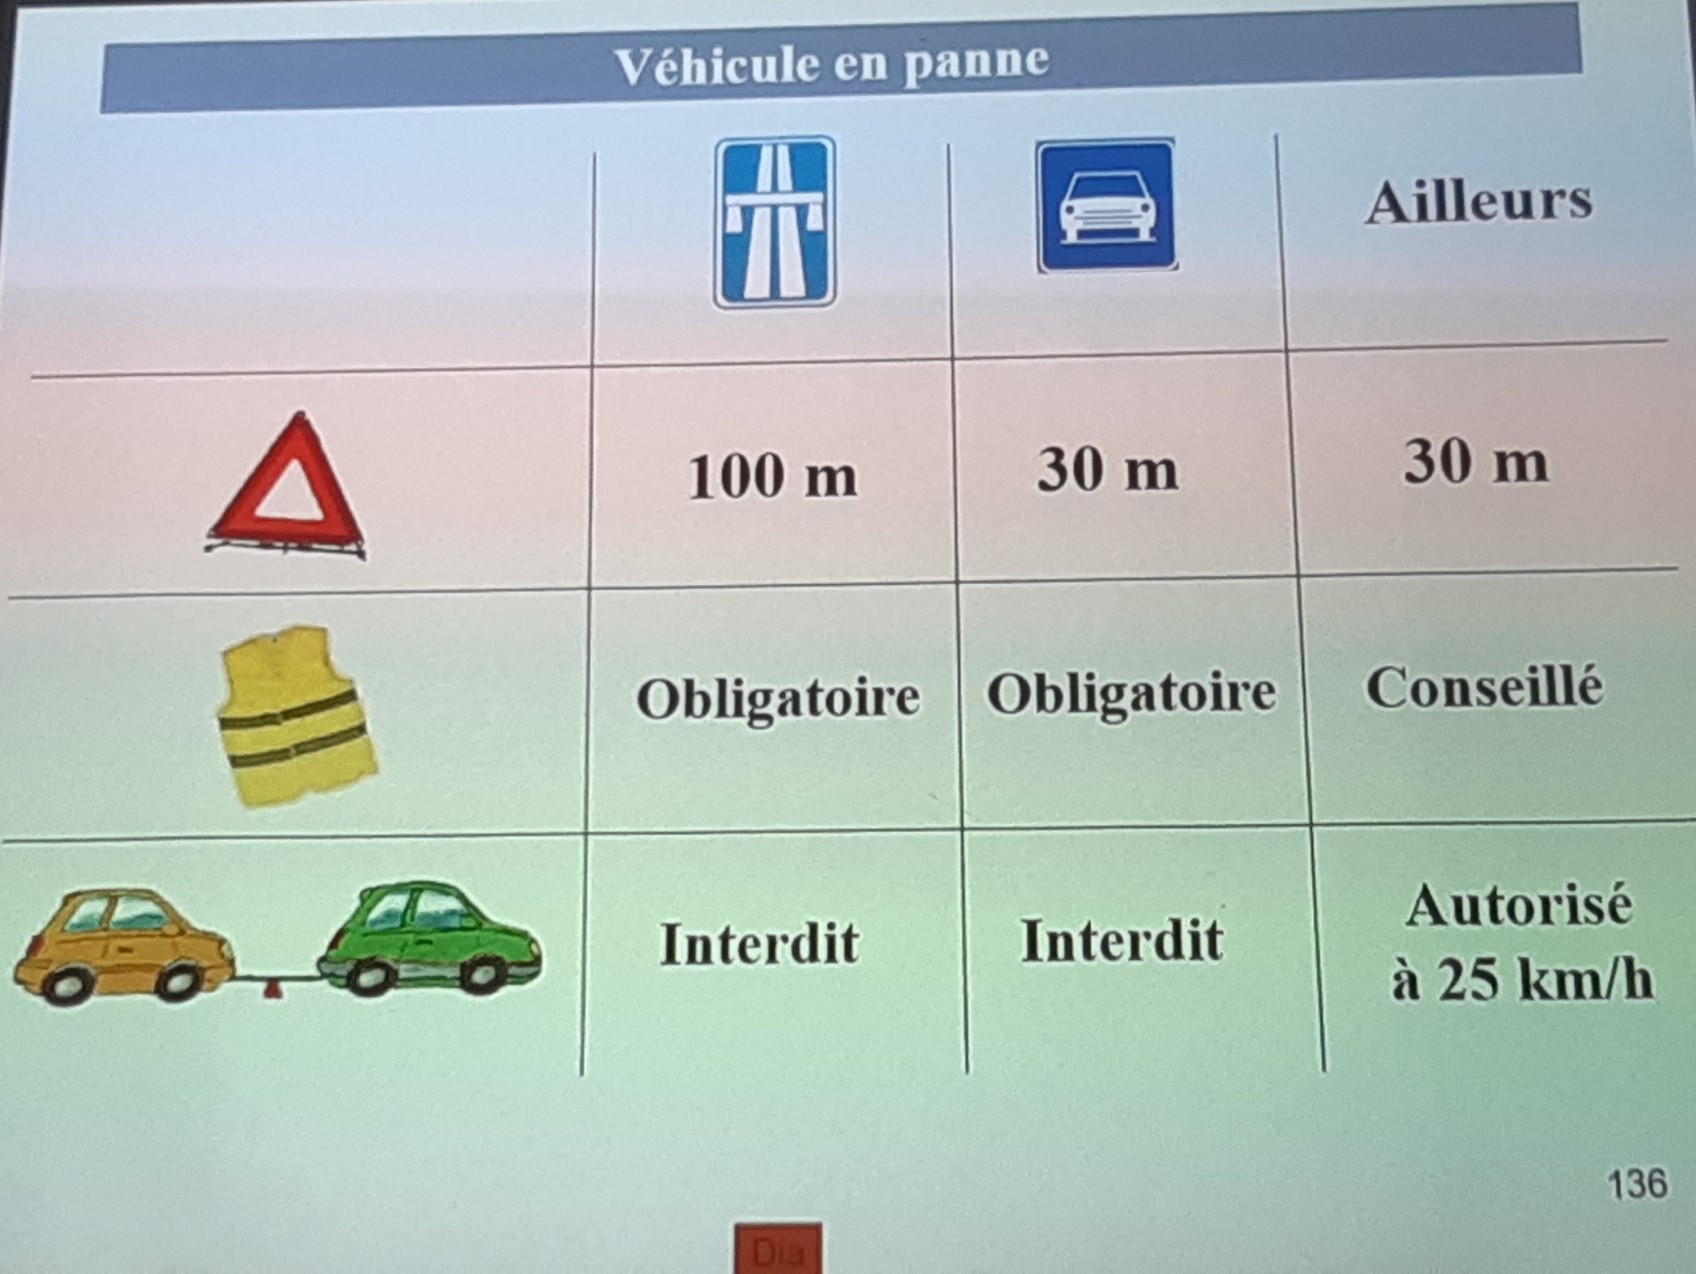 Véhicule en panne
Ailleurs
100 m
30 m
30 m
Obligatoire
Obligatoire
Conseillé
Interdit
Interdit
Autorisé
à 25 km/h
136
Dia